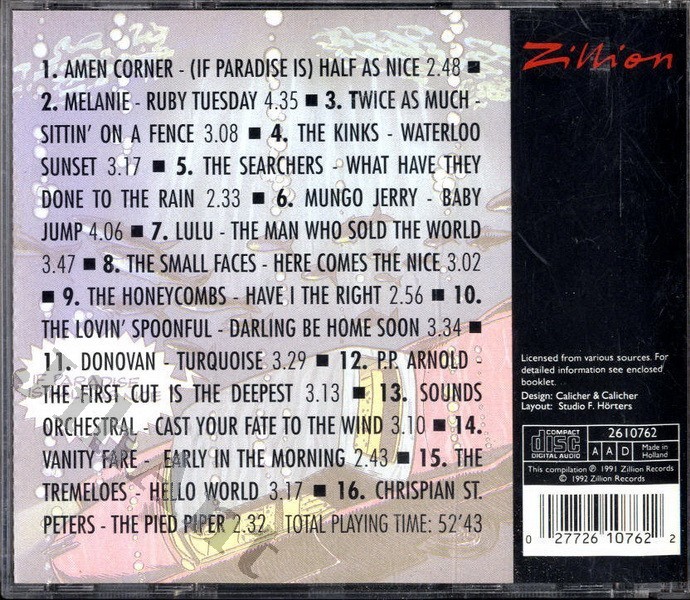 1. AMEN CORNER - (IF PARADISE IS) HALF AS NICE 2.48 ■
2. MELANIE - RUBY TUESDAY 4.35 ■ 3. TWICE AS MUCH -
SITTIN' ON A FENCE 3.08 ■ 4. THE KINKS - WATERLOO
SUNSET 3.17 ■ 5. THE SEARCHERS - WHAT HAVE THEY
DONE TO THE RAIN 2.33 ■ 6. MUNGO JERRY - BABY
JUMP 4.06 ■ 7. LULU - THE MAN WHO SOLD THE WORLD
3.47 ■ 8. THE SMALL FACES - HERE COMES THE NICE 3.02
■ 9. THE HONEYCOMBS - HAVE I THE RIGHT 2.56 ■ 10.
THE LOVIN' SPOONFUL - DARLING BE HOME SOON 3.34 ■
11. DONOVAN - TURQUOISE 3.29 ■ 12. P.P. ARNOLD -
THE FIRST CUT IS THE DEEPEST 3.13 ■ 13. SOUNDS
ORCHESTRAL - CAST YOUR FATE TO THE WIND 3.10 ■ 14.
VANITY FARE - EARLY IN THE MORNING 2.43 ■ 15. THE
TREMELOES - HELLO WORLD 3.17 ■ 16. CHRISPIAN ST.
PETERS - THE PIED PIPER 2.32 TOTAL PLAYING TIME: 52'43
Zillion
Licensed from various sources. For
detailed information see enclosed
booklet.
Design: Calicher & Calicher
Layout: Studio F. Hörters
COMPACT
disc
DIGITAL AUDIO
2610762
A A D
Made in
Holland
This compilation ℗ 1991 Zillion Records
© 1992 Zillion Records
0 27726 10762 2